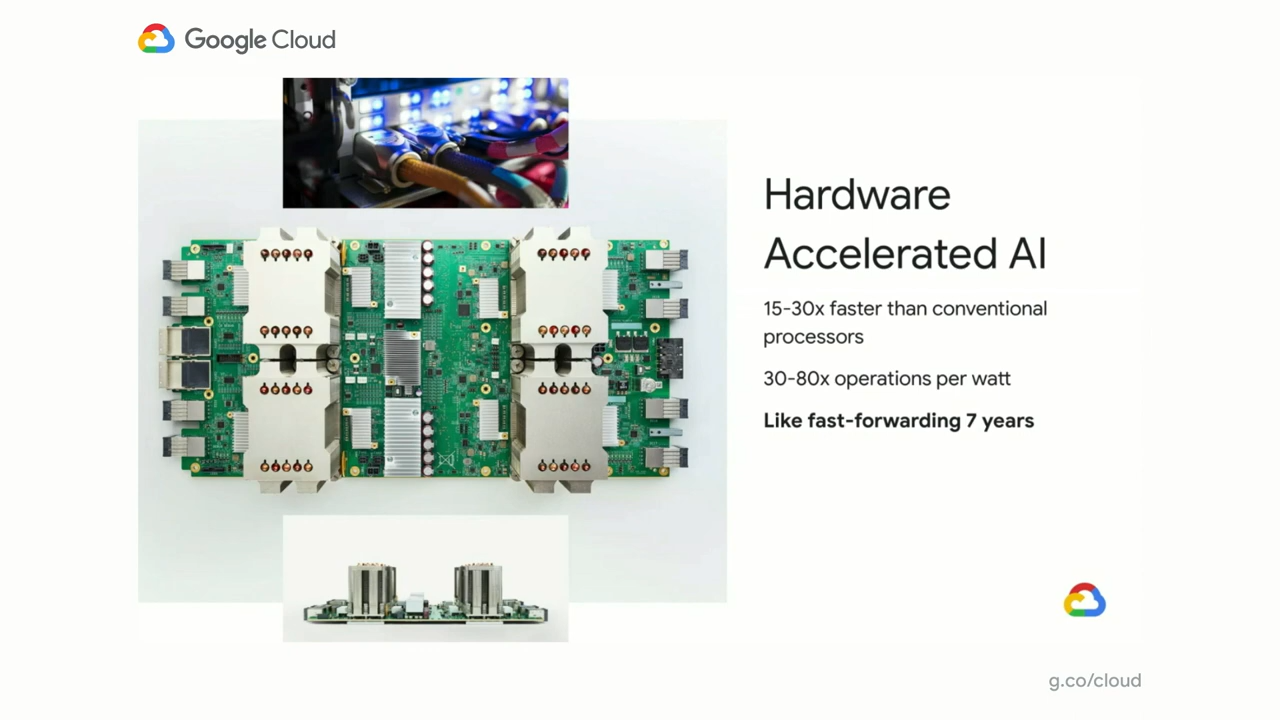 Google Cloud
Hardware
Accelerated AI
15-30x faster than conventional
processors
30-80x operations per watt
Like fast-forwarding 7 years
g.co/cloud